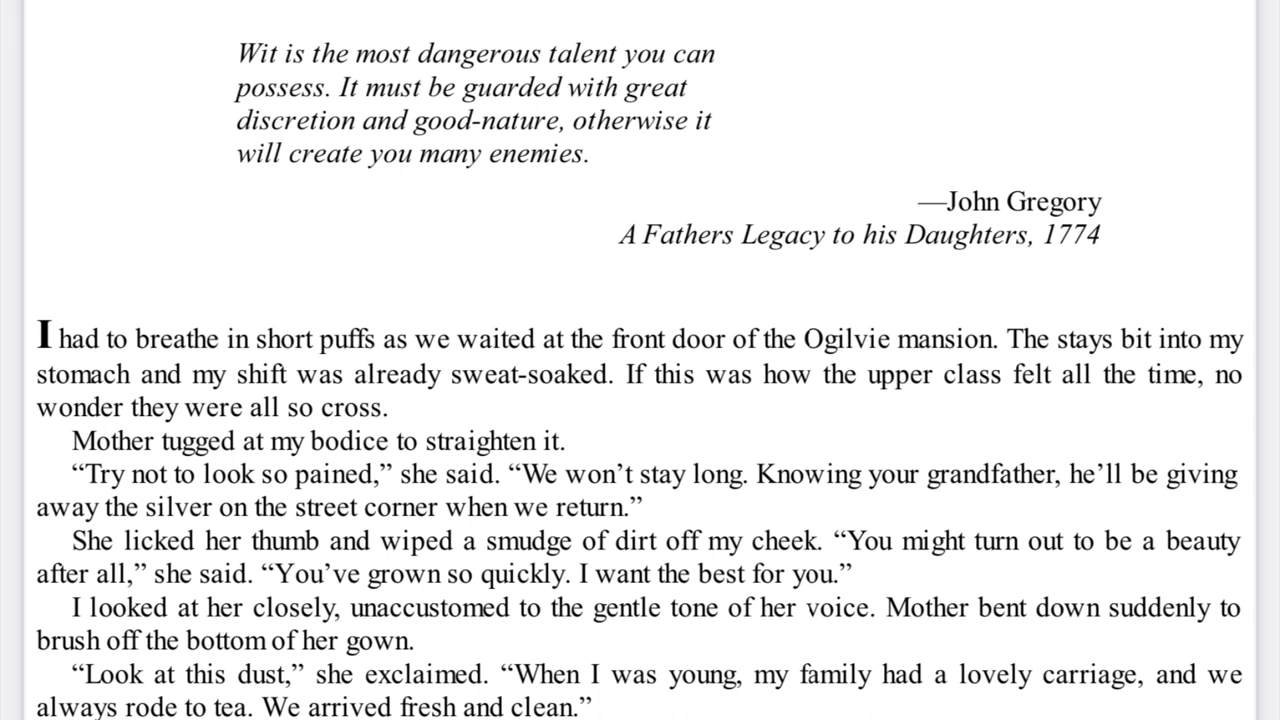 Wit is the most dangerous talent you can
possess. It must be guarded with great
discretion and good-nature, otherwise it
will create you many enemies.
—John Gregory
A Fathers Legacy to his Daughters, 1774
I had to breathe in short puffs as we waited at the front door of the Ogilvie mansion. The stays bit into my
stomach and my shift was already sweat-soaked. If this was how the upper class felt all the time, no
wonder they were all so cross.
Mother tugged at my bodice to straighten it.
“Try not to look so pained,” she said. “We won’t stay long. Knowing your grandfather, he’ll be giving
away the silver on the street corner when we return.”
She licked her thumb and wiped a smudge of dirt off my cheek. “You might turn out to be a beauty
after all,” she said. “You’ve grown so quickly. I want the best for you.”
I looked at her closely, unaccustomed to the gentle tone of her voice. Mother bent down suddenly to
brush off the bottom of her gown.
“Look at this dust,” she exclaimed. “When I was young, my family had a lovely carriage, and we
always rode to tea. We arrived fresh and clean.”